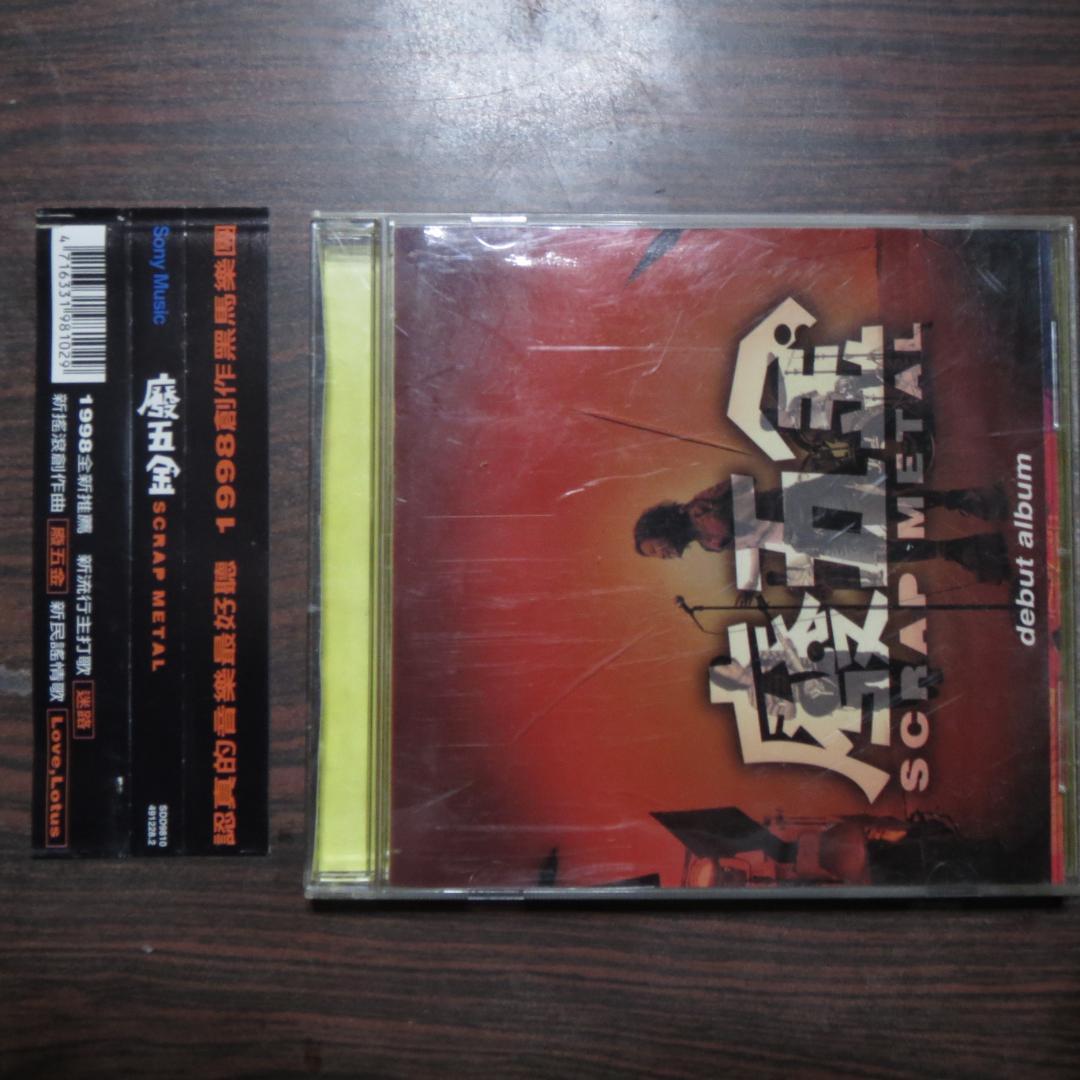 4 716331 981029
1998全新推薦 新流行主打歌 迷路
新搖滾創作曲 廢五金 新民謠情歌 Love,Lotus
Sony Music
廢五金 SCRAP METAL
SDD9810
491228.2
認真的音樂最好聽 1998創作黑馬樂團
廢五金
SCRAP METAL
debut album